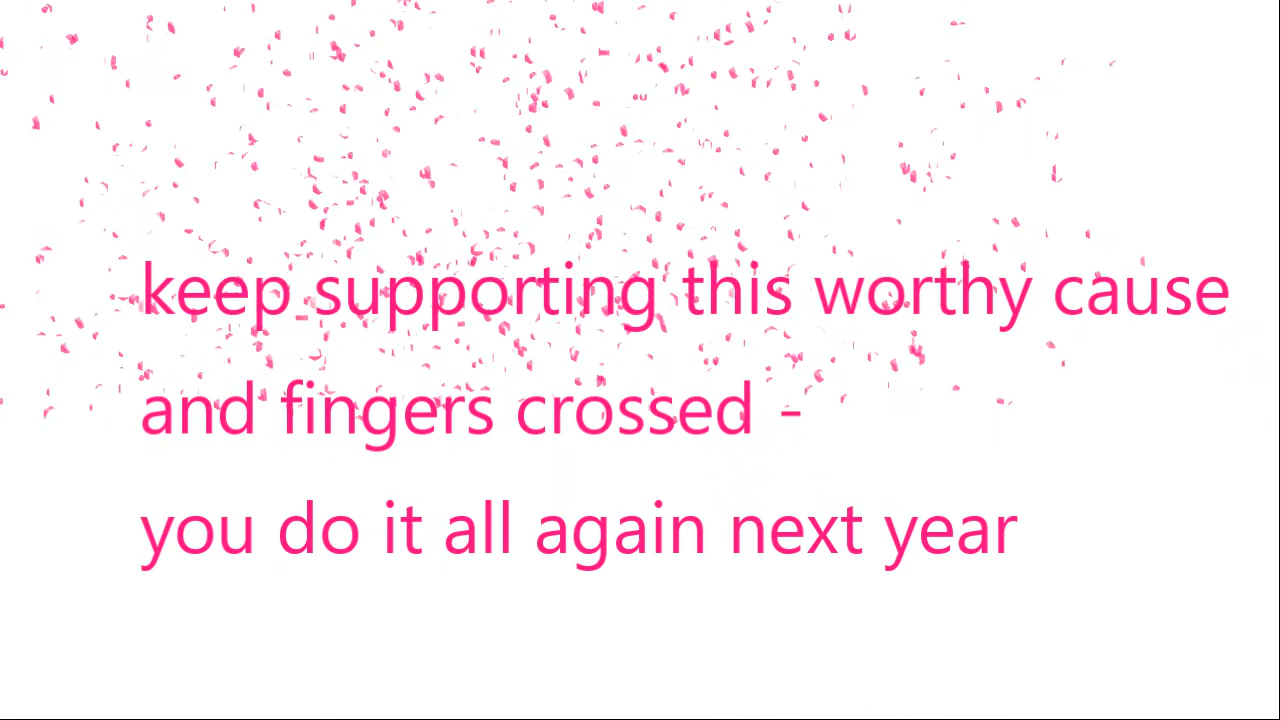 keep supporting this worthy cause
and fingers crossed -
you do it all again next year